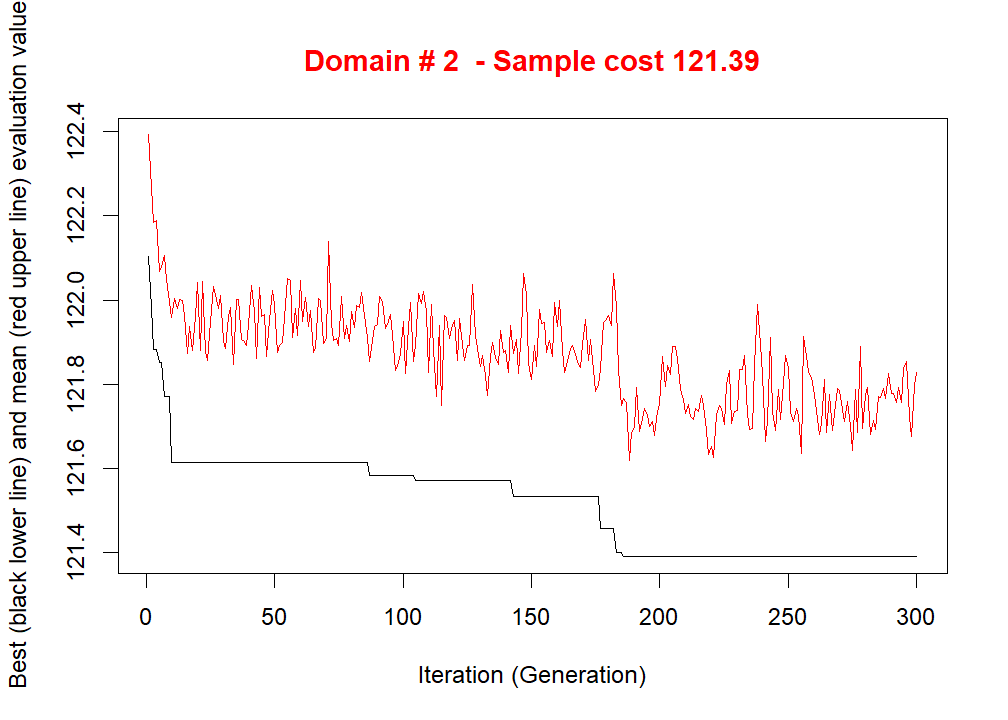 Domain # 2 - Sample cost 121.39
Best (black lower line) and mean (red upper line) evaluation value
122.4
122.2
122.0
121.8
121.6
121.4
0 50 100 150 200 250 300
Iteration (Generation)